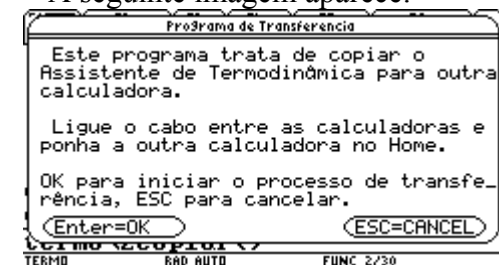 A seguinte imagem aparece:
Programa de Transferencia
Este programa trata de copiar o
Assistente de Termodinâmica para outra
calculadora.
Ligue o cabo entre as calculadoras e
ponha a outra calculadora no Home.
OK para iniciar o processo de transfe_
rência, ESC para cancelar.
Enter=OK ESC=CANCEL
termo\zcopiar()
TERMO RAD AUTO FUNC 2/30